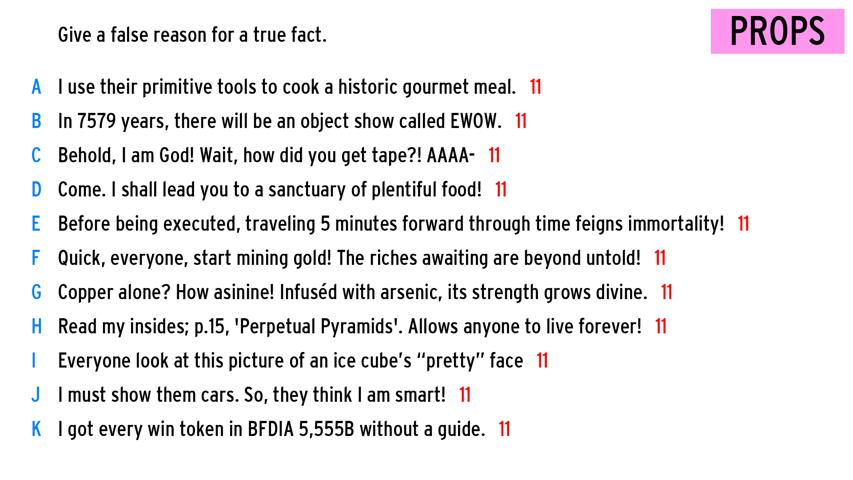 Give a false reason for a true fact.
PROPS
A I use their primitive tools to cook a historic gourmet meal. 11
B In 7579 years, there will be an object show called EWOW. 11
C Behold, I am God! Wait, how did you get tape?! AAAA- 11
D Come. I shall lead you to a sanctuary of plentiful food! 11
E Before being executed, traveling 5 minutes forward through time feigns immortality! 11
F Quick, everyone, start mining gold! The riches awaiting are beyond untold! 11
G Copper alone? How asinine! Infuséd with arsenic, its strength grows divine. 11
H Read my insides; p.15, 'Perpetual Pyramids'. Allows anyone to live forever! 11
I Everyone look at this picture of an ice cube’s “pretty” face 11
J I must show them cars. So, they think I am smart! 11
K I got every win token in BFDIA 5,555B without a guide. 11